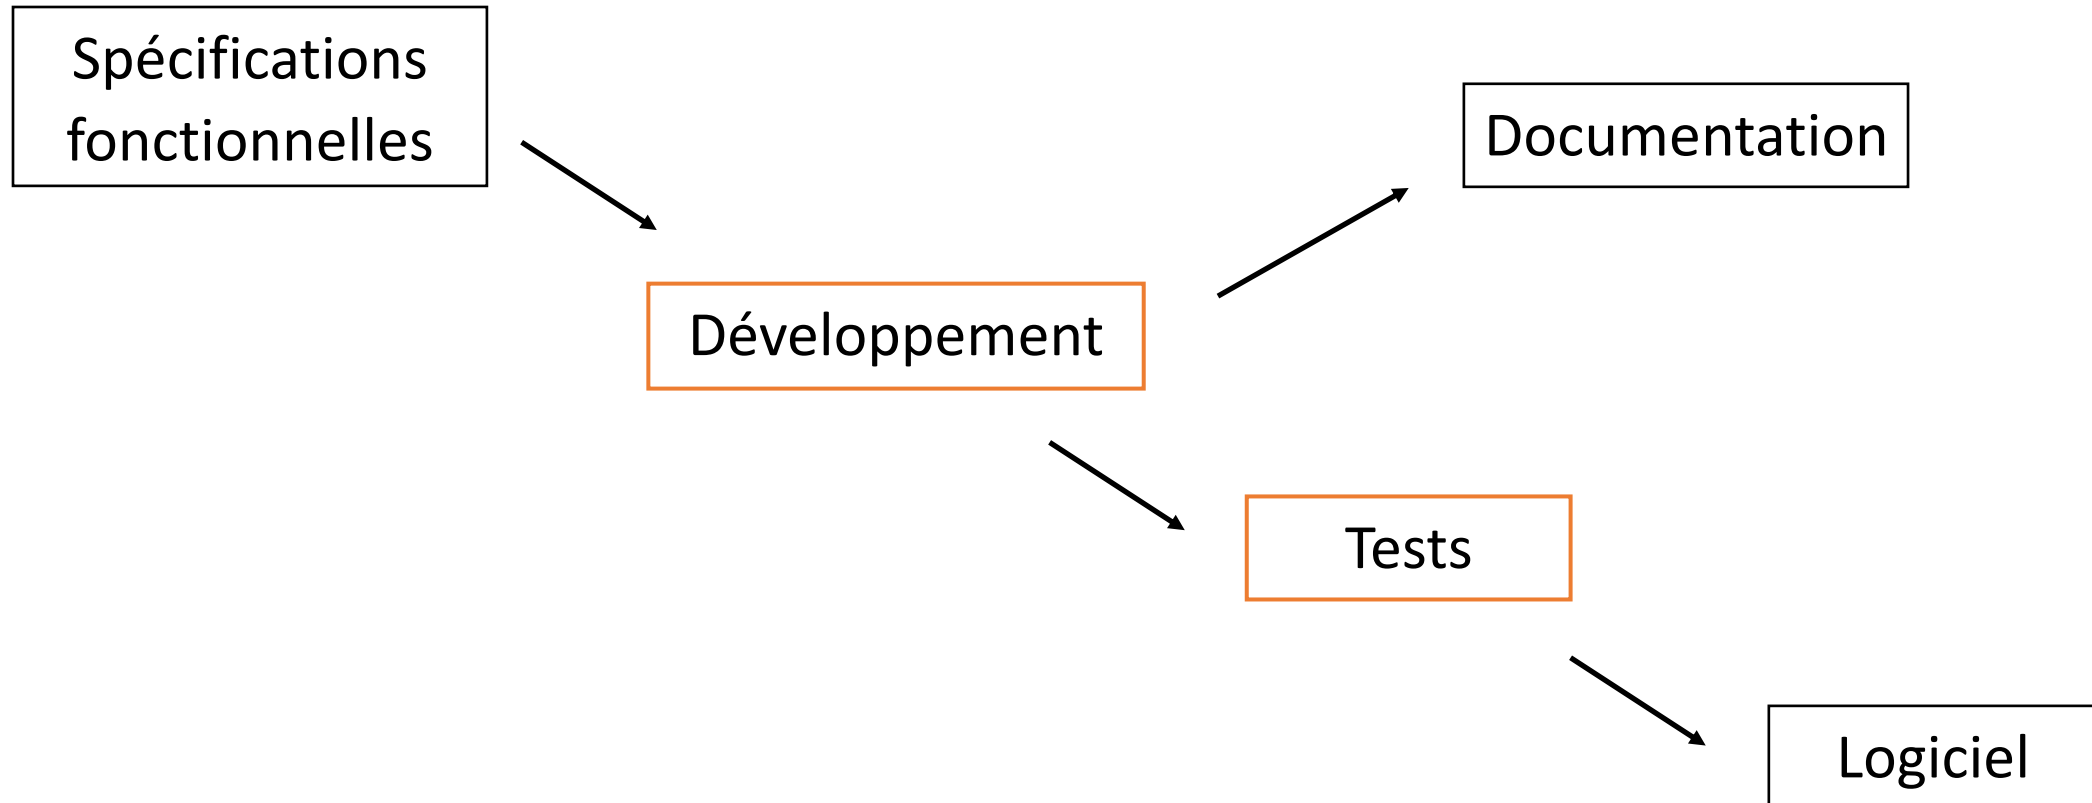 Spécifications
fonctionnelles
Documentation
Développement
Tests
Logiciel